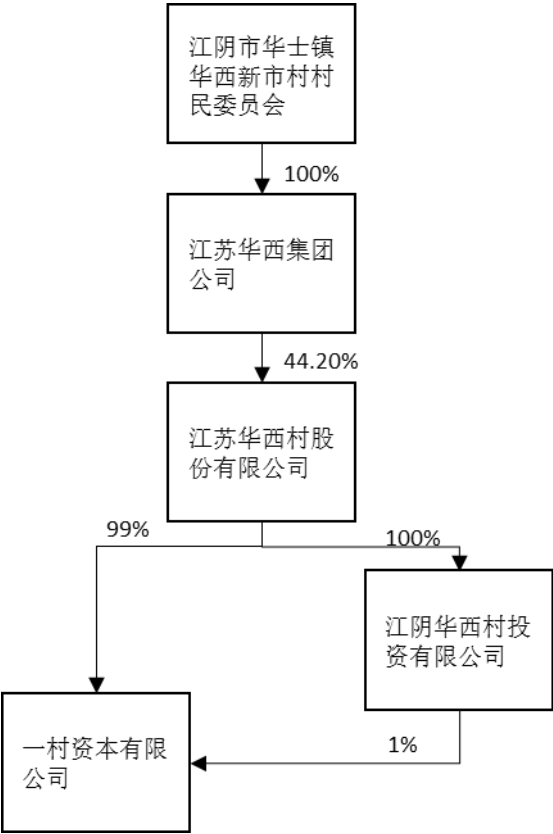 江阴市华士镇
华西新市村村
民委员会
100%
江苏华西集团
公司
44.20%
江苏华西村股
份有限公司
99%
100%
江阴华西村投
资有限公司
一村资本有限
公司
1%